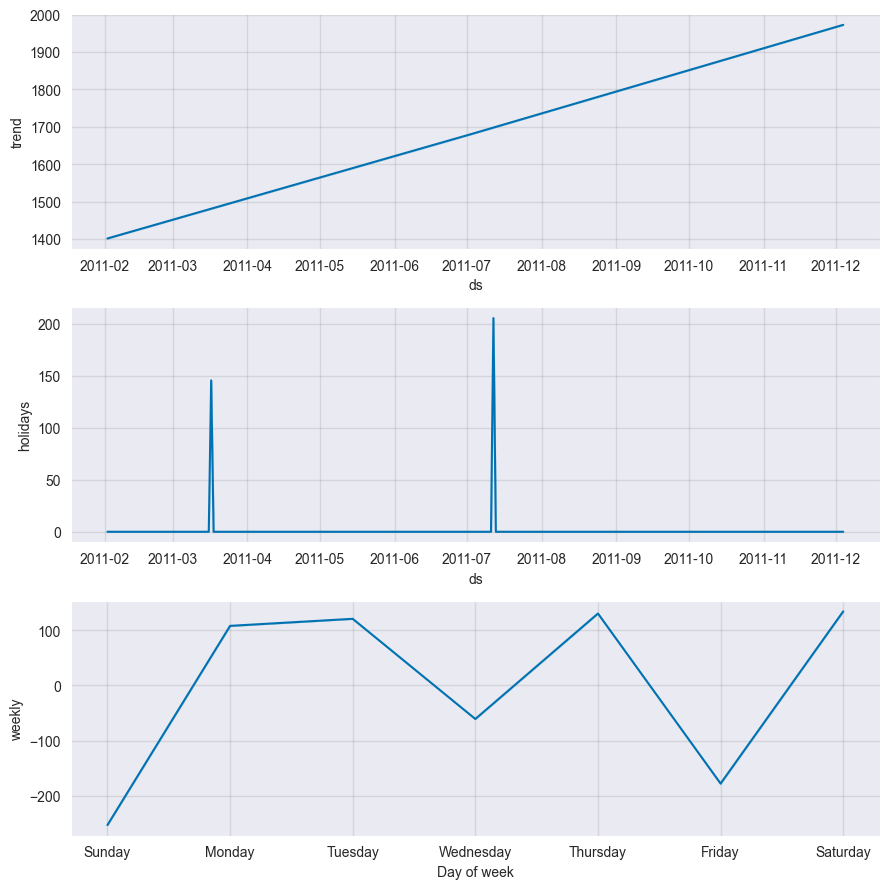 2000
1900
1800
1700
1600
1500
1400
trend
2011-02 2011-03 2011-04 2011-05 2011-06 2011-07 2011-08 2011-09 2011-10 2011-11 2011-12
ds
200
150
100
50
0
holidays
2011-02 2011-03 2011-04 2011-05 2011-06 2011-07 2011-08 2011-09 2011-10 2011-11 2011-12
ds
100
0
−100
−200
weekly
Sunday Monday Tuesday Wednesday Thursday Friday Saturday
Day of week